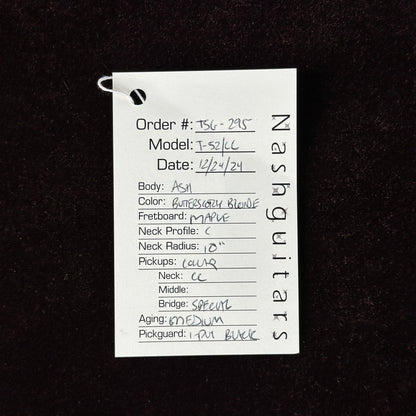 Order #: TSG-295
Model: T-52/CC
Date: 12/24/24
Body: ASH
Color: BUTTERSCOTCH BLONDE
Fretboard: MAPLE
Neck Profile: C
Neck Radius: 10"
Pickups: LOLLAR
Neck: CC
Middle:
Bridge: SPECIAL
Aging: MEDIUM
Pickguard: 1-PLY BLACK
Nashguitars